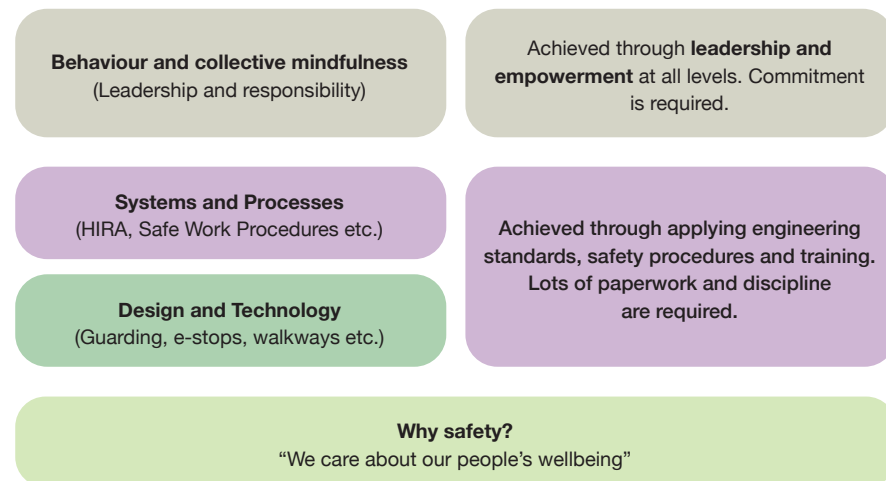 Behaviour and collective mindfulness
(Leadership and responsibility)
Achieved through leadership and
empowerment at all levels. Commitment
is required.
Systems and Processes
(HIRA, Safe Work Procedures etc.)
Design and Technology
(Guarding, e-stops, walkways etc.)
Achieved through applying engineering
standards, safety procedures and training.
Lots of paperwork and discipline
are required.
Why safety?
“We care about our people’s wellbeing”